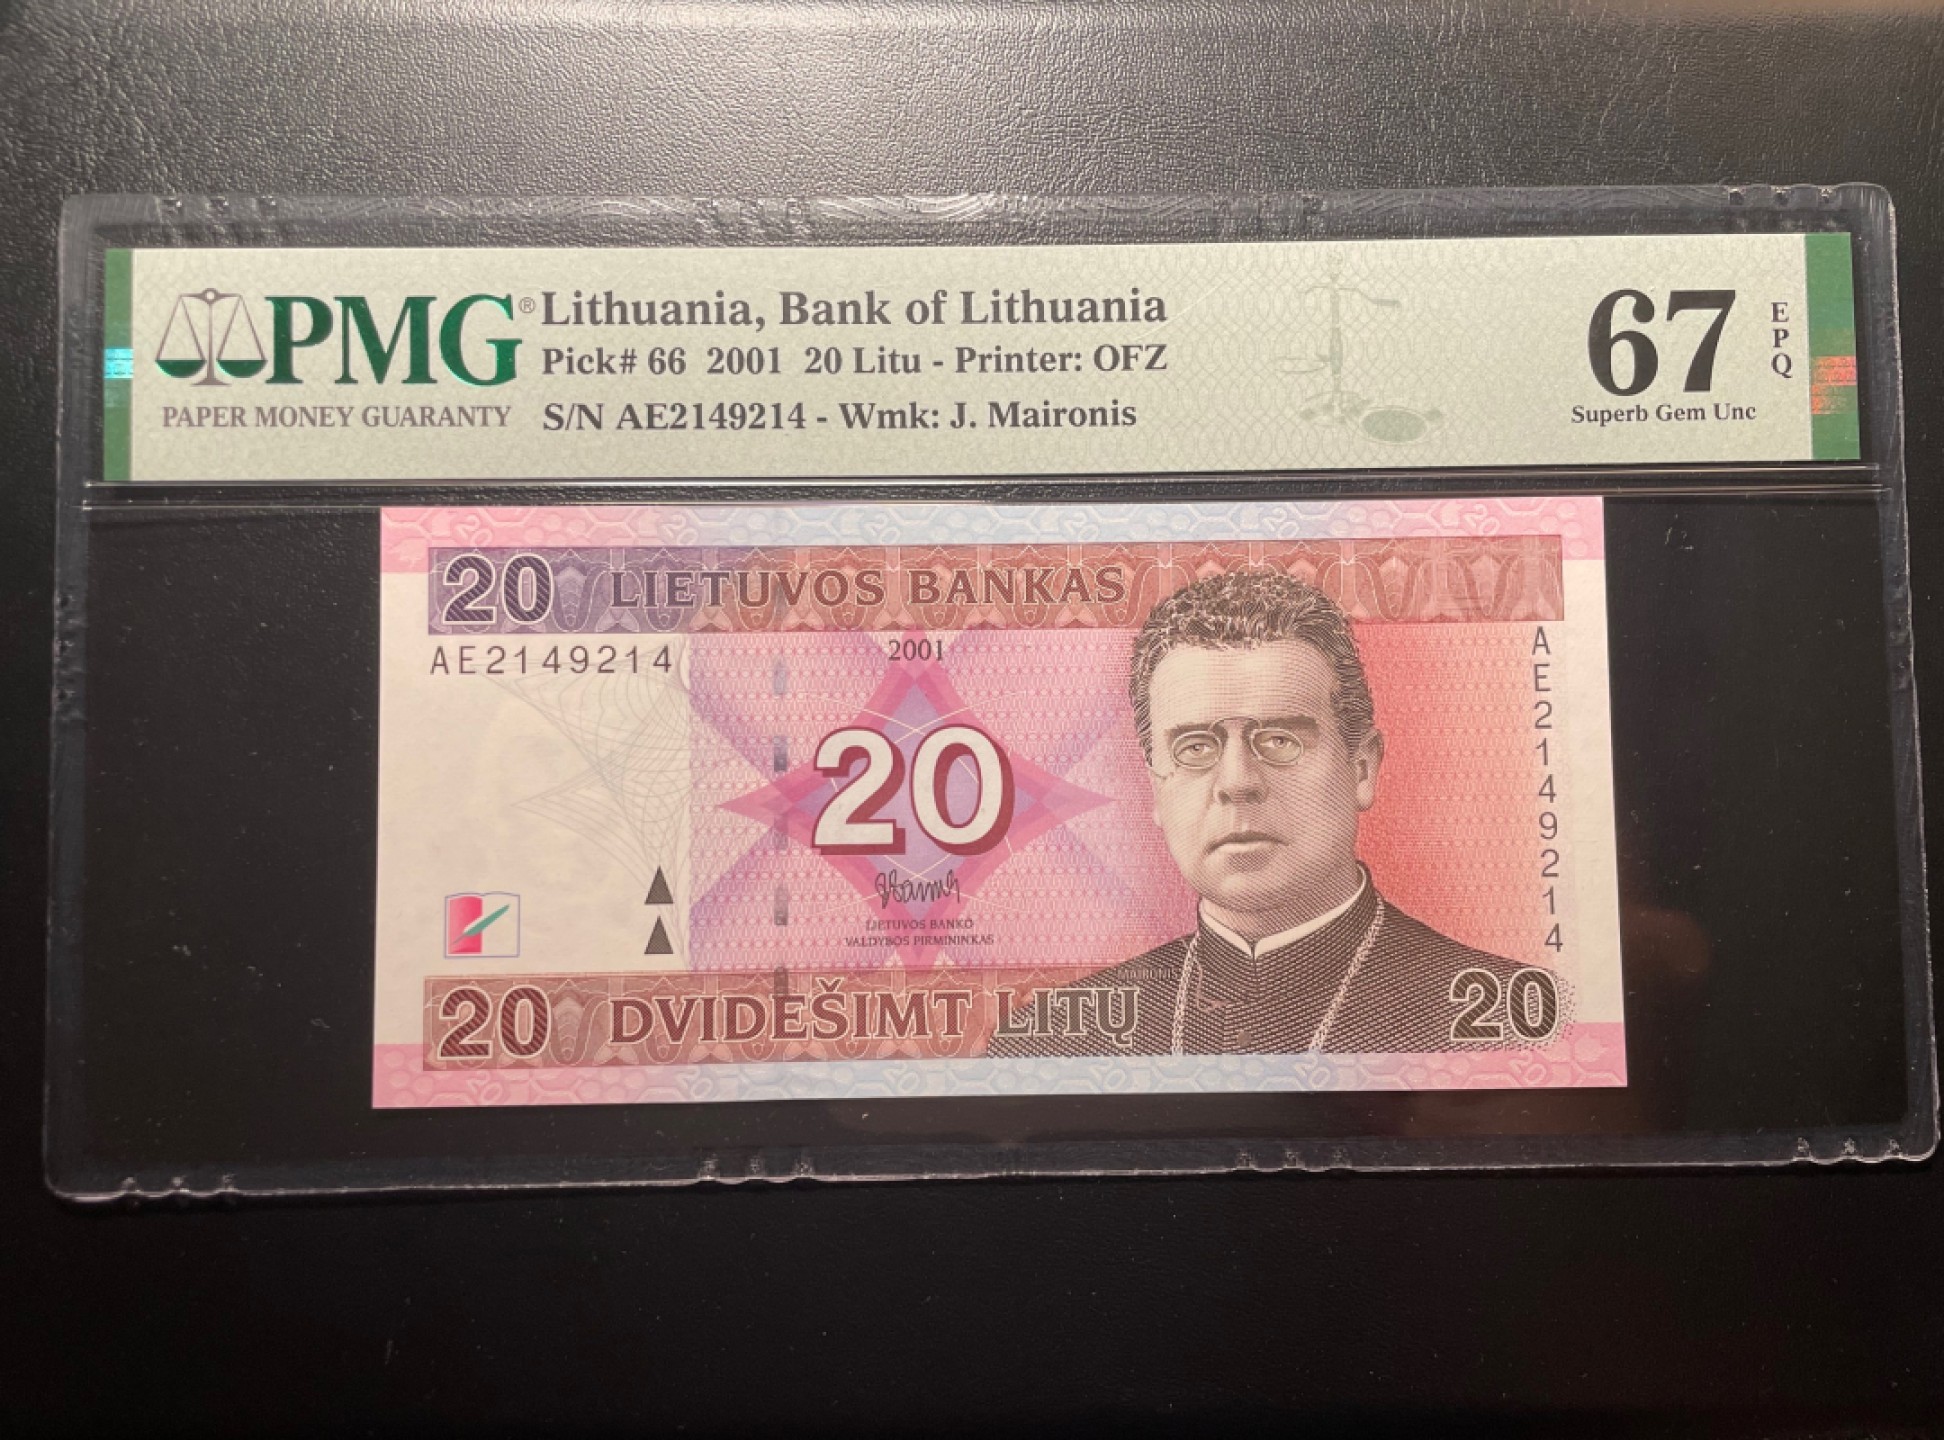 PMG®
PAPER MONEY GUARANTY
Lithuania, Bank of Lithuania
Pick# 66 2001 20 Litu - Printer: OFZ
S/N AE2149214 - Wmk: J. Maironis
67
EPQ
Superb Gem Unc
20 LIETUVOS BANKAS
AE2149214
2001
AE2149214
20
LIETUVOS BANKO
VALDYBOS PIRMININKAS
MAIRONIS
20 DVIDEŠIMT LITŲ 20